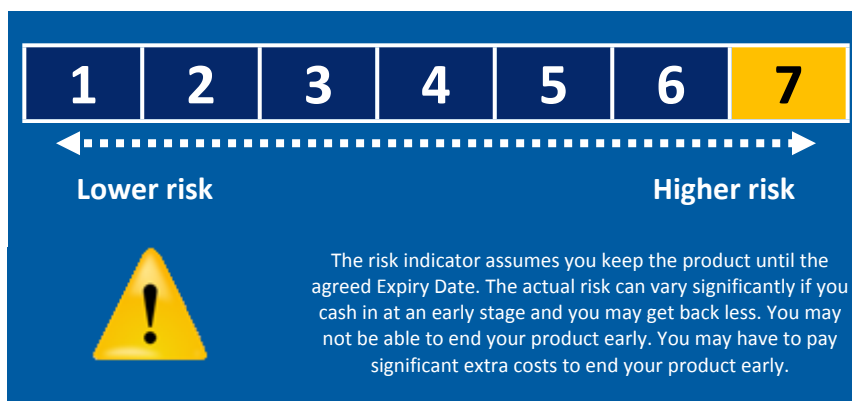 1 2 3 4 5 6 7
Lower risk Higher risk
!
The risk indicator assumes you keep the product until the
agreed Expiry Date. The actual risk can vary significantly if you
cash in at an early stage and you may get back less. You may
not be able to end your product early. You may have to pay
significant extra costs to end your product early.